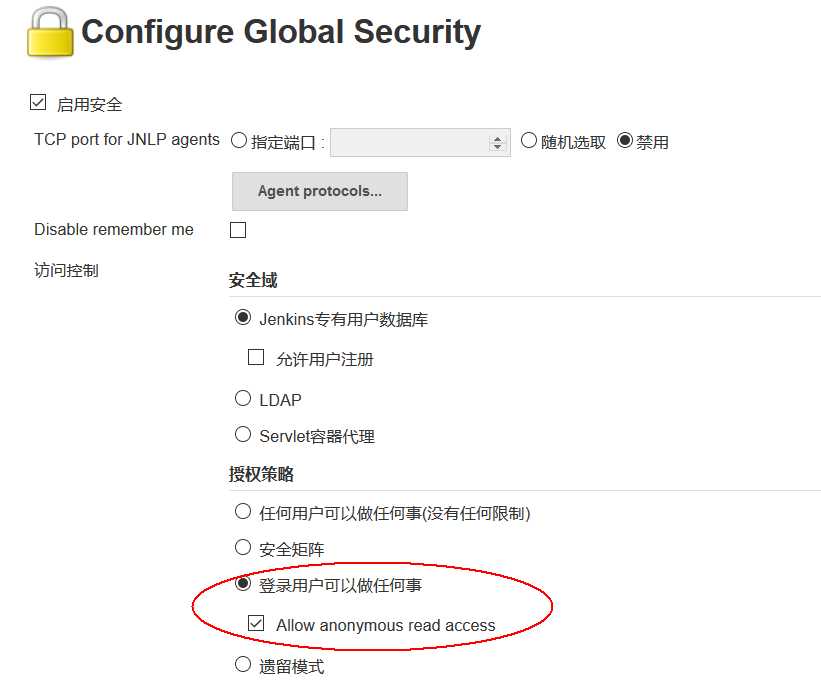 Configure Global Security
启用安全
TCP port for JNLP agents 指定端口 : 随机选取 禁用
Agent protocols...
Disable remember me
访问控制
安全域
Jenkins专有用户数据库
允许用户注册
LDAP
Servlet容器代理
授权策略
任何用户可以做任何事(没有任何限制)
安全矩阵
登录用户可以做任何事
Allow anonymous read access
遗留模式